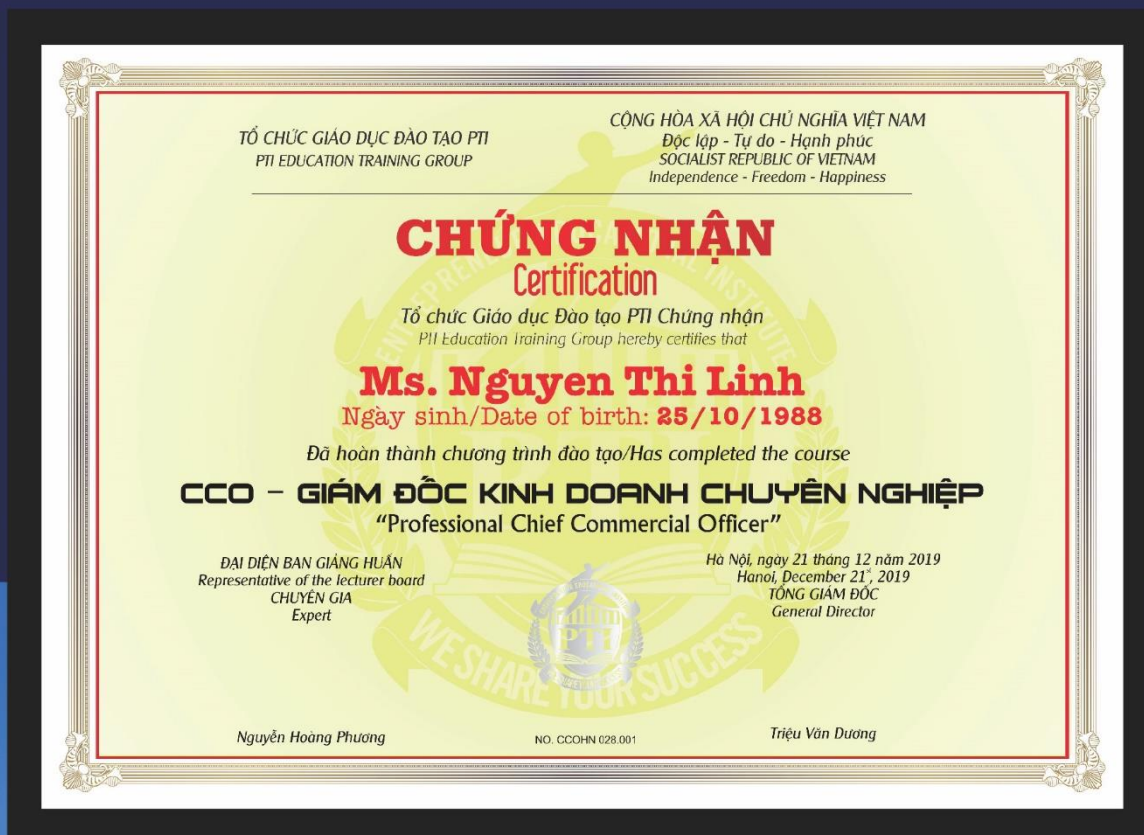 TỔ CHỨC GIÁO DỤC ĐÀO TẠO PTI
PTI EDUCATION TRAINING GROUP
CỘNG HÒA XÃ HỘI CHỦ NGHĨA VIỆT NAM
Độc lập - Tự do - Hạnh phúc
SOCIALIST REPUBLIC OF VIETNAM
Independence - Freedom - Happiness
CHỨNG NHẬN
Certification
Tổ chức Giáo dục Đào tạo PTI Chứng nhận
PTI Education Training Group hereby certifies that
Ms. Nguyen Thi Linh
Ngày sinh/Date of birth: 25/10/1988
Đã hoàn thành chương trình đào tạo/Has completed the course
CCO – GIÁM ĐỐC KINH DOANH CHUYÊN NGHIỆP
“Professional Chief Commercial Officer”
ĐẠI DIỆN BAN GIẢNG HUẤN
Representative of the lecturer board
CHUYÊN GIA
Expert
Hà Nội, ngày 21 tháng 12 năm 2019
Hanoi, December 21st, 2019
TỔNG GIÁM ĐỐC
General Director
PTI
WE SHARE YOUR SUCCESS
Nguyễn Hoàng Phương
NO. CCOHN 028.001
Triệu Văn Dương